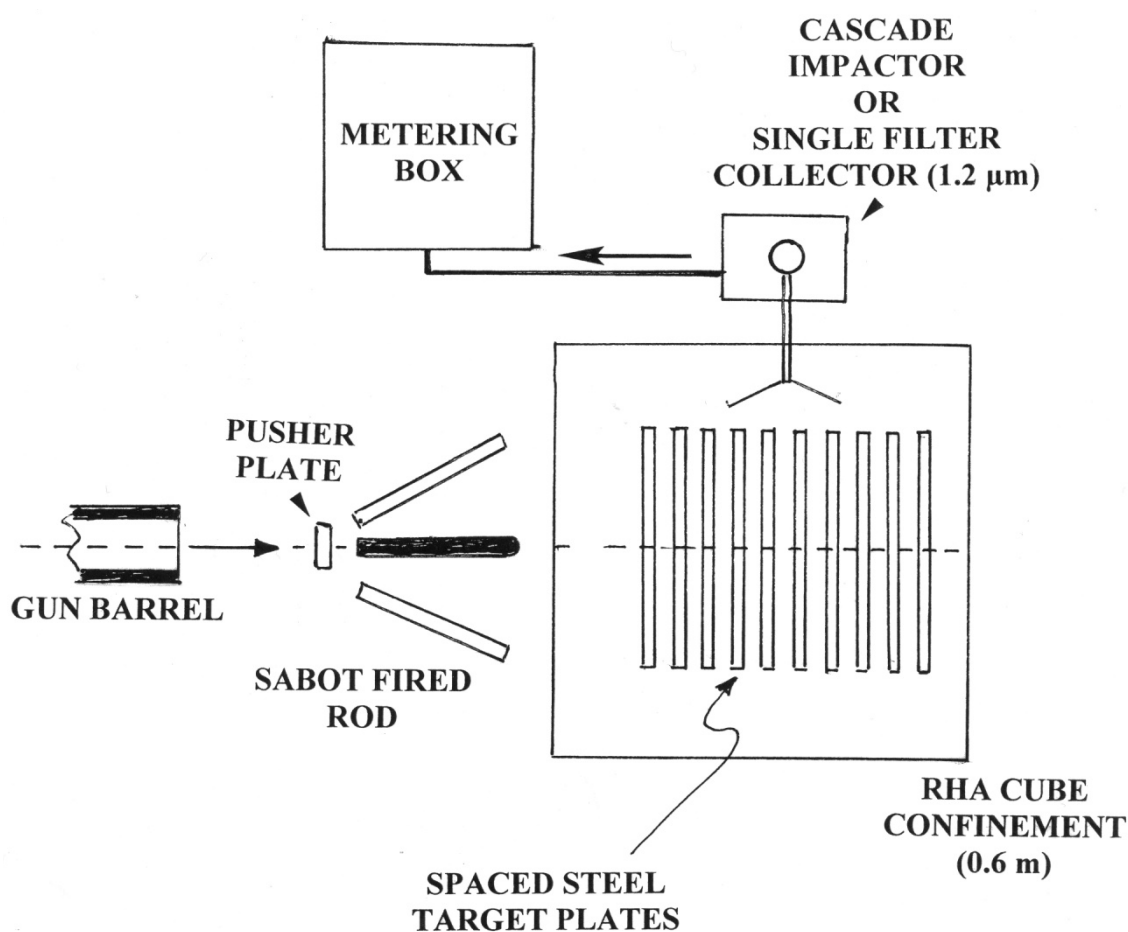 CASCADE
IMPACTOR
OR
SINGLE FILTER
COLLECTOR (1.2 µm)
METERING
BOX
PUSHER
PLATE
GUN BARREL
SABOT FIRED
ROD
RHA CUBE
CONFINEMENT
(0.6 m)
SPACED STEEL
TARGET PLATES